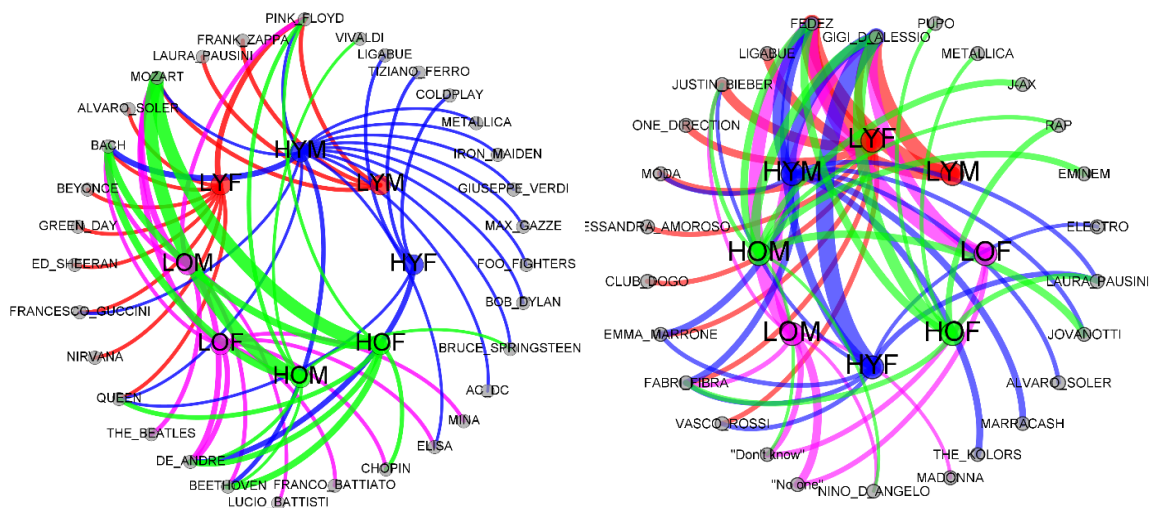 PINK_FLOYD
FRANK_ZAPPA
VIVALDI
LAURA_PAUSINI
LIGABUE
MOZART
TIZIANO_FERRO
COLDPLAY
ALVARO_SOLER
METALLICA
BACH
HYM
IRON_MAIDEN
BEYONCE
LYF
LYM
GIUSEPPE_VERDI
GREEN_DAY
MAX_GAZZE
ED_SHEERAN
LOM
HYF
FOO_FIGHTERS
FRANCESCO_GUCCINI
BOB_DYLAN
LOF
HOF
NIRVANA
BRUCE_SPRINGSTEEN
HOM
QUEEN
AC_DC
THE_BEATLES
MINA
DE_ANDRE
ELISA
BEETHOVEN
FRANCO_BATTIATO
CHOPIN
LUCIO_BATTISTI
FEDEZ
PUPO
GIGI_D_ALESSIO
LIGABUE
METALLICA
JUSTIN_BIEBER
J-AX
ONE_DIRECTION
LYF
RAP
MODA
HYM
LYM
EMINEM
ESSANDRA_AMOROSO
ELECTRO
HOM
LOF
CLUB_DOGO
LAURA_PAUSINI
EMMA_MARRONE
LOM
HOF
JOVANOTTI
FABRI_FIBRA
HYF
ALVARO_SOLER
VASCO_ROSSI
MARRACASH
"Don't know"
THE_KOLORS
"No one"
MADONNA
NINO_D_ANGELO